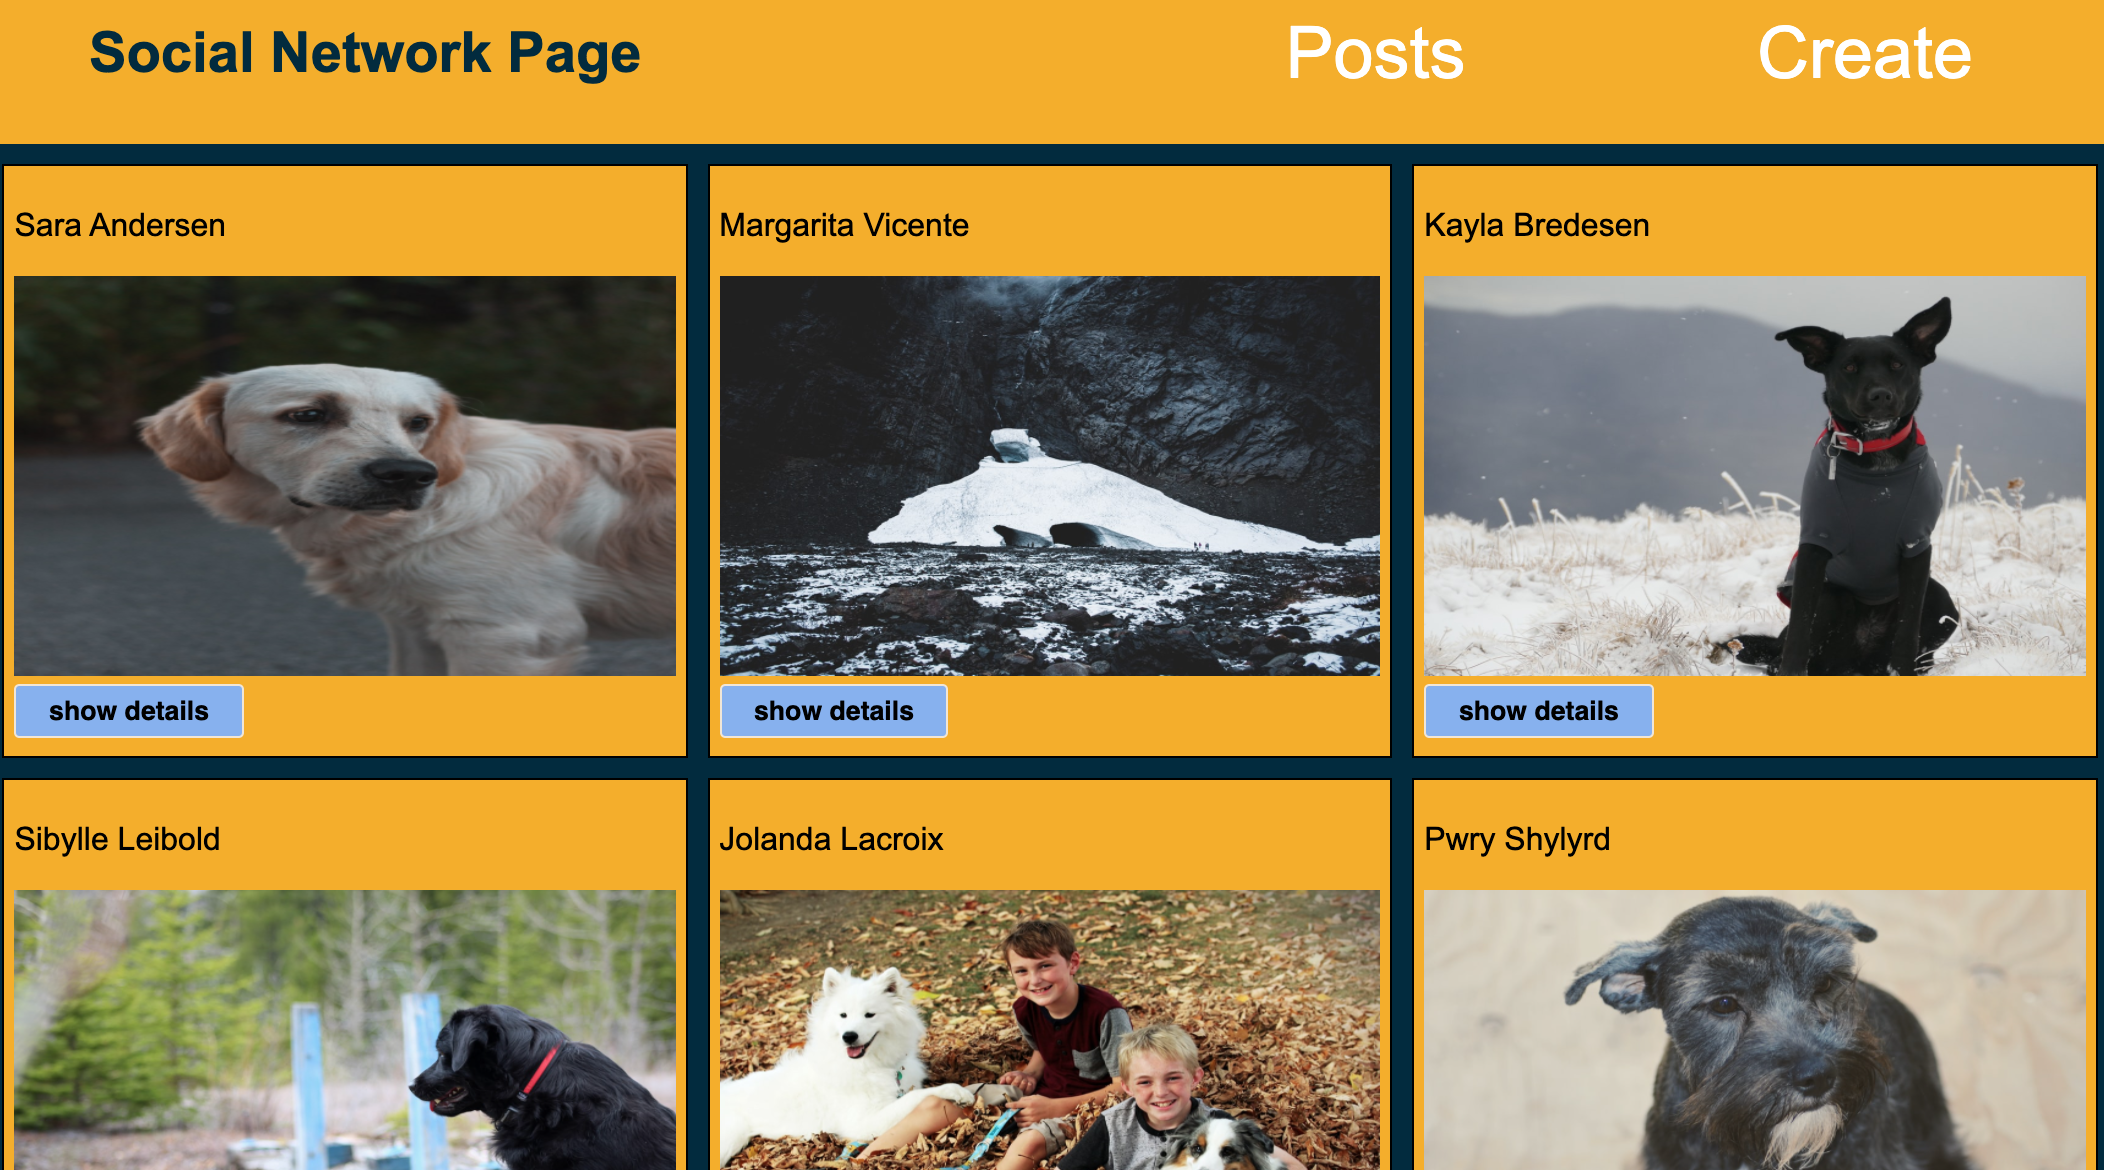 Social Network Page
Posts
Create
Sara Andersen
Margarita Vicente
Kayla Bredesen
show details
show details
show details
Sibylle Leibold
Jolanda Lacroix
Pwry Shylyrd